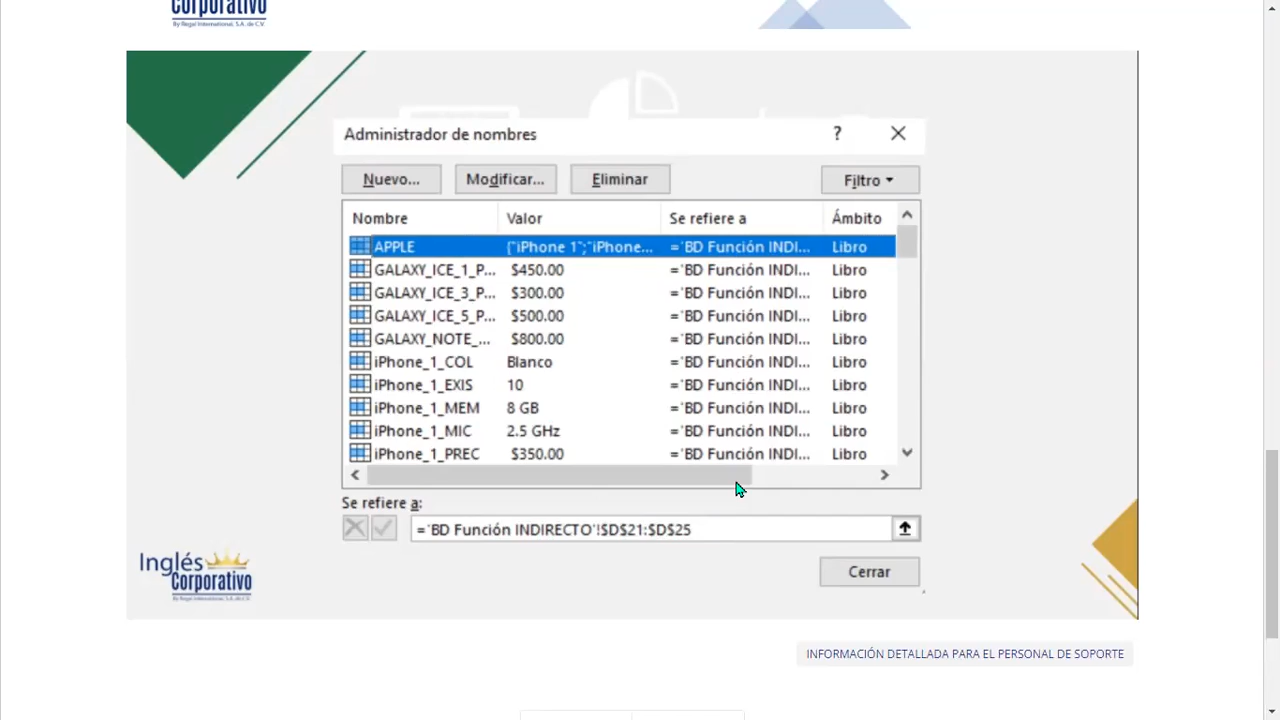 Corporativo
By Regal International, S.A. de C.V.
Administrador de nombres
?
Nuevo...
Modificar...
Eliminar
Filtro
Nombre Valor Se refiere a Ámbito
APPLE {"iPhone 1";"iPhone... ='BD Función INDI... Libro
GALAXY_ICE_1_P... $450.00 ='BD Función INDI... Libro
GALAXY_ICE_3_P... $300.00 ='BD Función INDI... Libro
GALAXY_ICE_5_P... $500.00 ='BD Función INDI... Libro
GALAXY_NOTE_... $800.00 ='BD Función INDI... Libro
iPhone_1_COL Blanco ='BD Función INDI... Libro
iPhone_1_EXIS 10 ='BD Función INDI... Libro
iPhone_1_MEM 8 GB ='BD Función INDI... Libro
iPhone_1_MIC 2.5 GHz ='BD Función INDI... Libro
iPhone_1_PREC $350.00 ='BD Función INDI... Libro
Se refiere a:
='BD Función INDIRECTO'!$D$21:$D$25
Cerrar
Inglés
Corporativo
By Regal International, S.A. de C.V.
INFORMACIÓN DETALLADA PARA EL PERSONAL DE SOPORTE